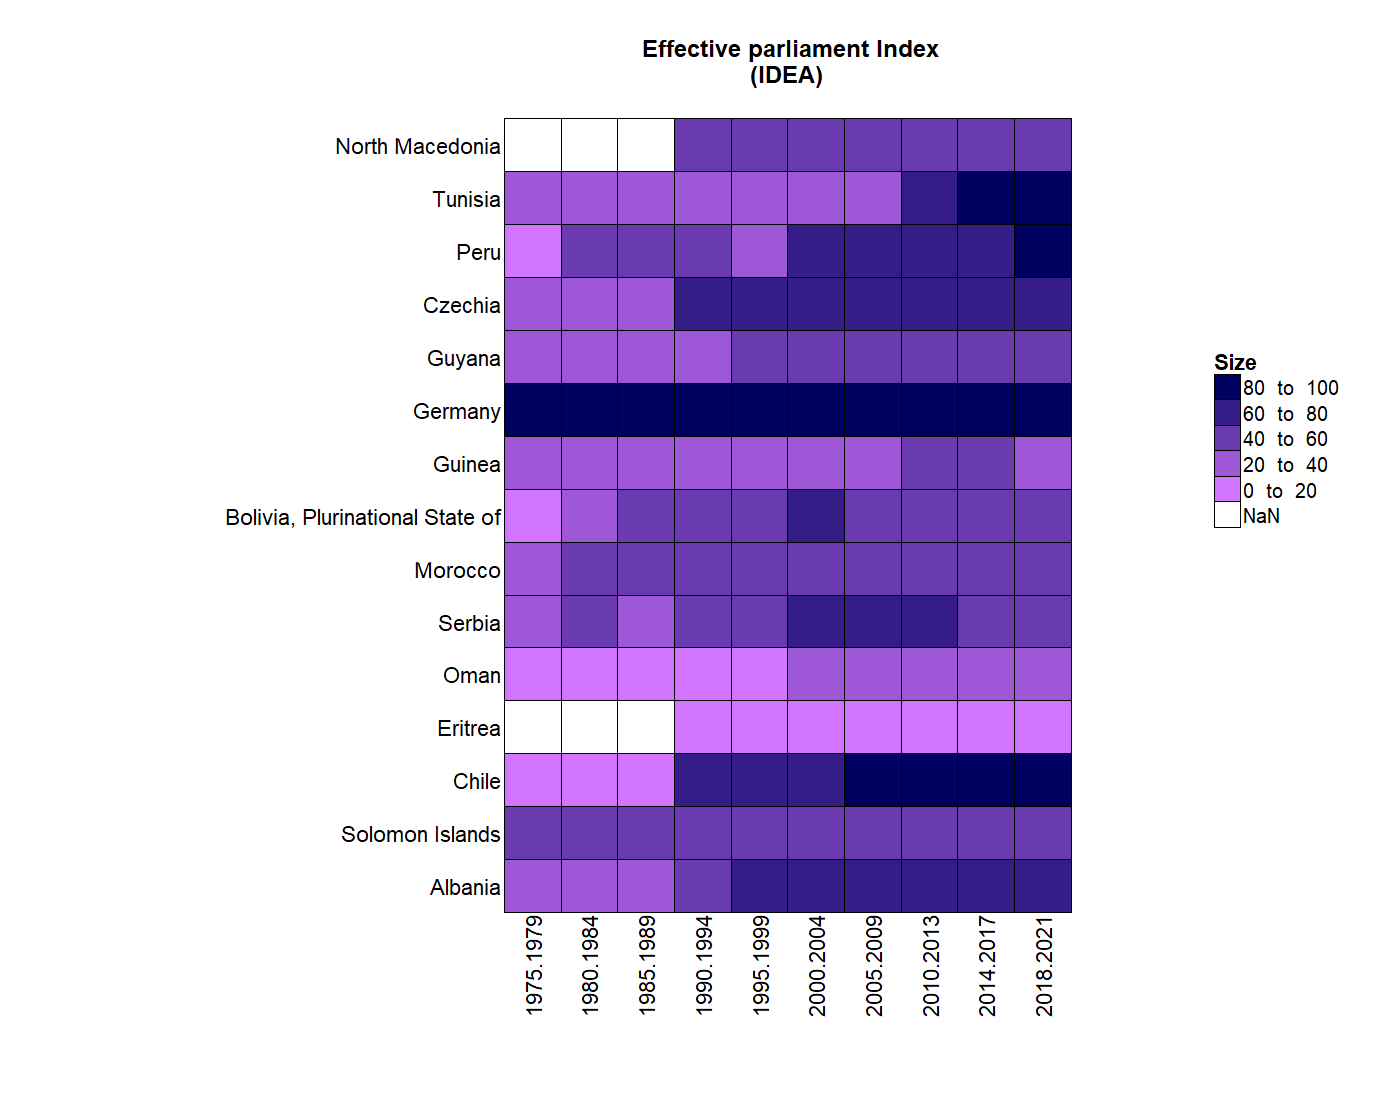 Effective parliament Index
(IDEA)
North Macedonia
Tunisia
Peru
Czechia
Guyana
Germany
Guinea
Bolivia, Plurinational State of
Morocco
Serbia
Oman
Eritrea
Chile
Solomon Islands
Albania
1975.1979
1980.1984
1985.1989
1990.1994
1995.1999
2000.2004
2005.2009
2010.2013
2014.2017
2018.2021
Size
80 to 100
60 to 80
40 to 60
20 to 40
0 to 20
NaN